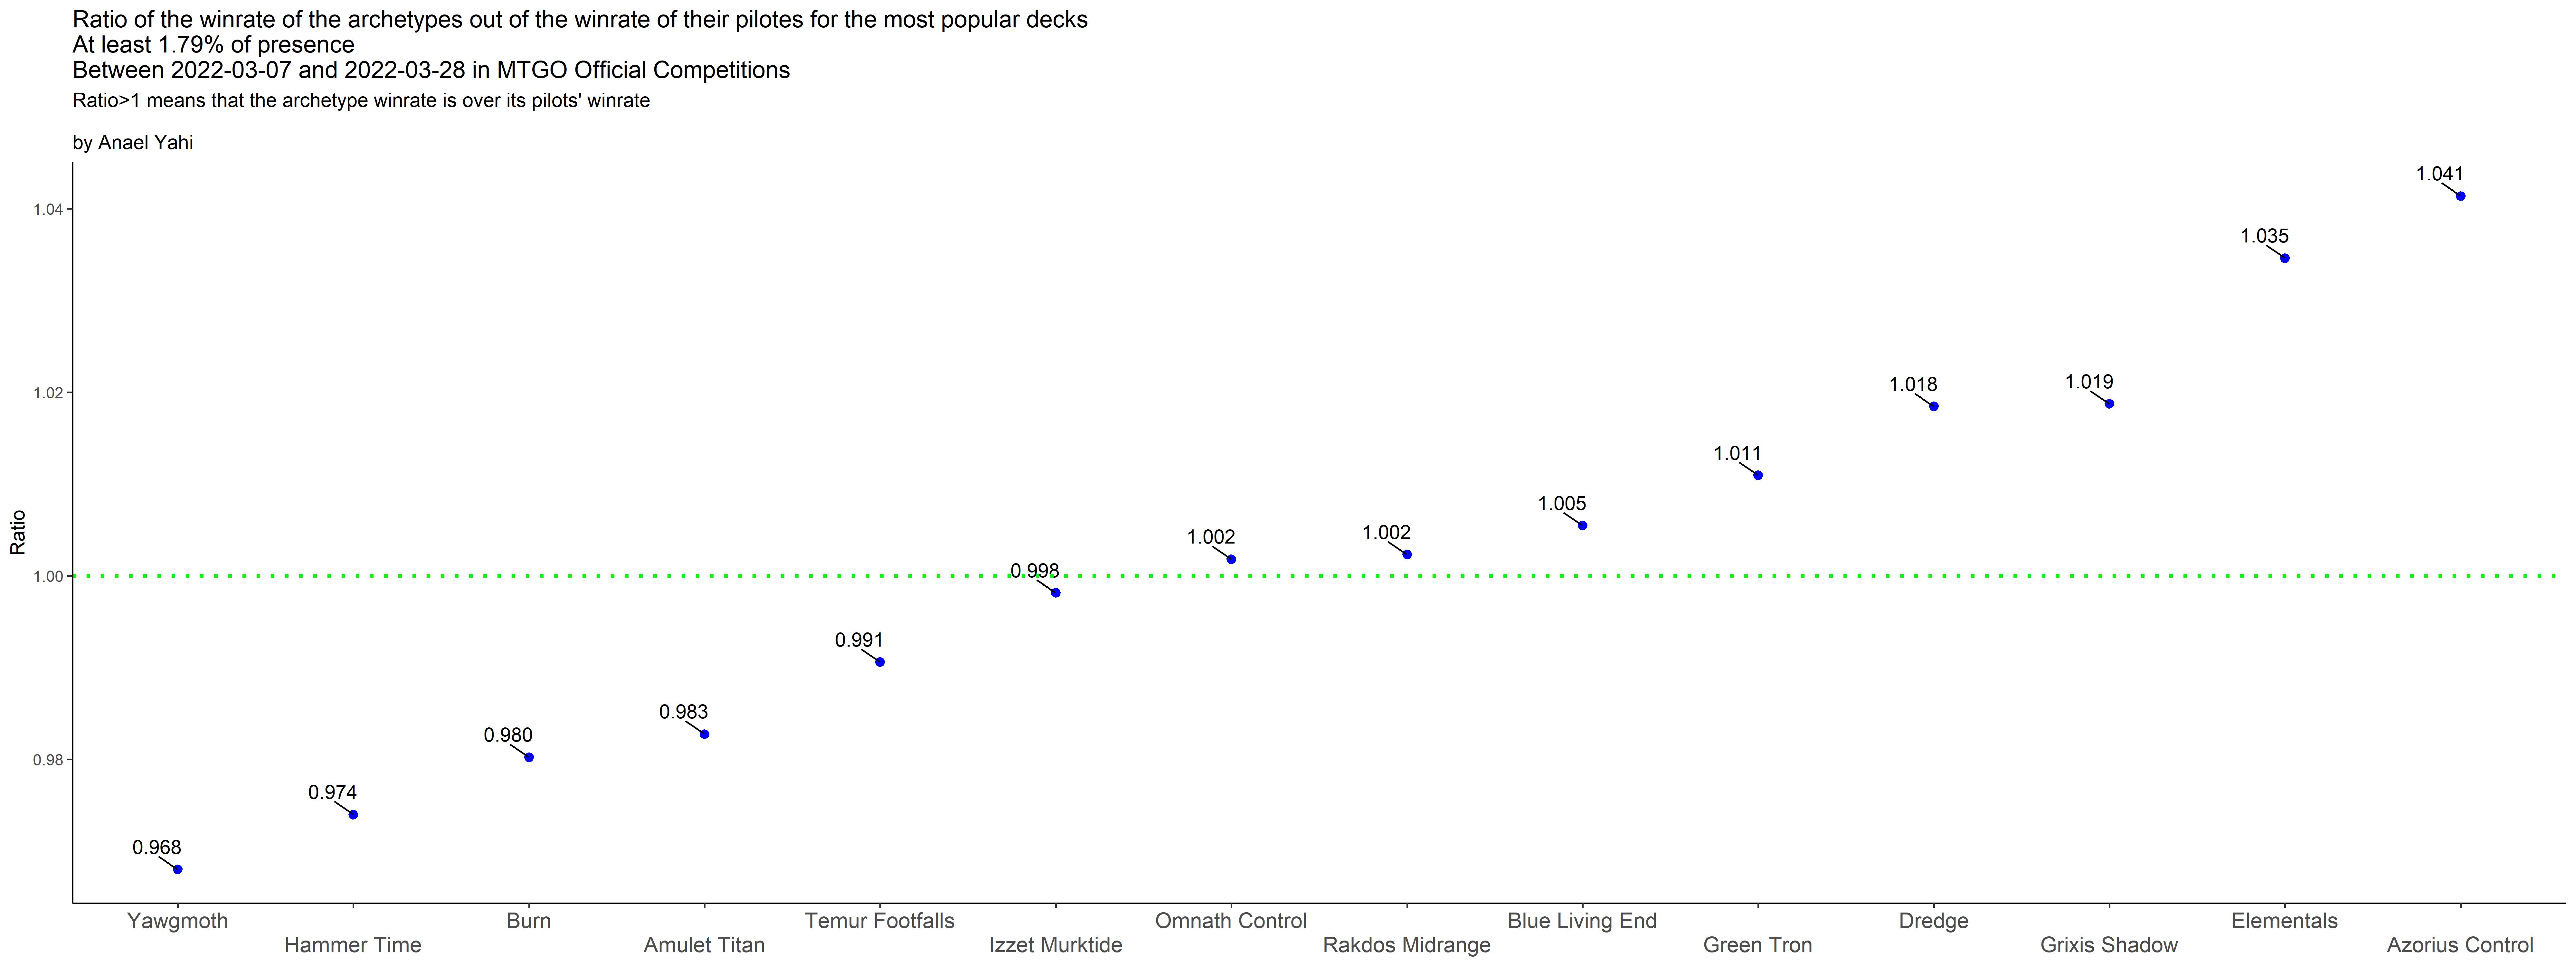 Ratio of the winrate of the archetypes out of the winrate of their pilotes for the most popular decks
At least 1.79% of presence
Between 2022-03-07 and 2022-03-28 in MTGO Official Competitions
Ratio>1 means that the archetype winrate is over its pilots' winrate
by Anael Yahi
Ratio
1.04
1.02
1.00
0.98
0.968
0.974
0.980
0.983
0.991
0.998
1.002
1.002
1.005
1.011
1.018
1.019
1.035
1.041
Yawgmoth
Hammer Time
Burn
Amulet Titan
Temur Footfalls
Izzet Murktide
Omnath Control
Rakdos Midrange
Blue Living End
Green Tron
Dredge
Grixis Shadow
Elementals
Azorius Control